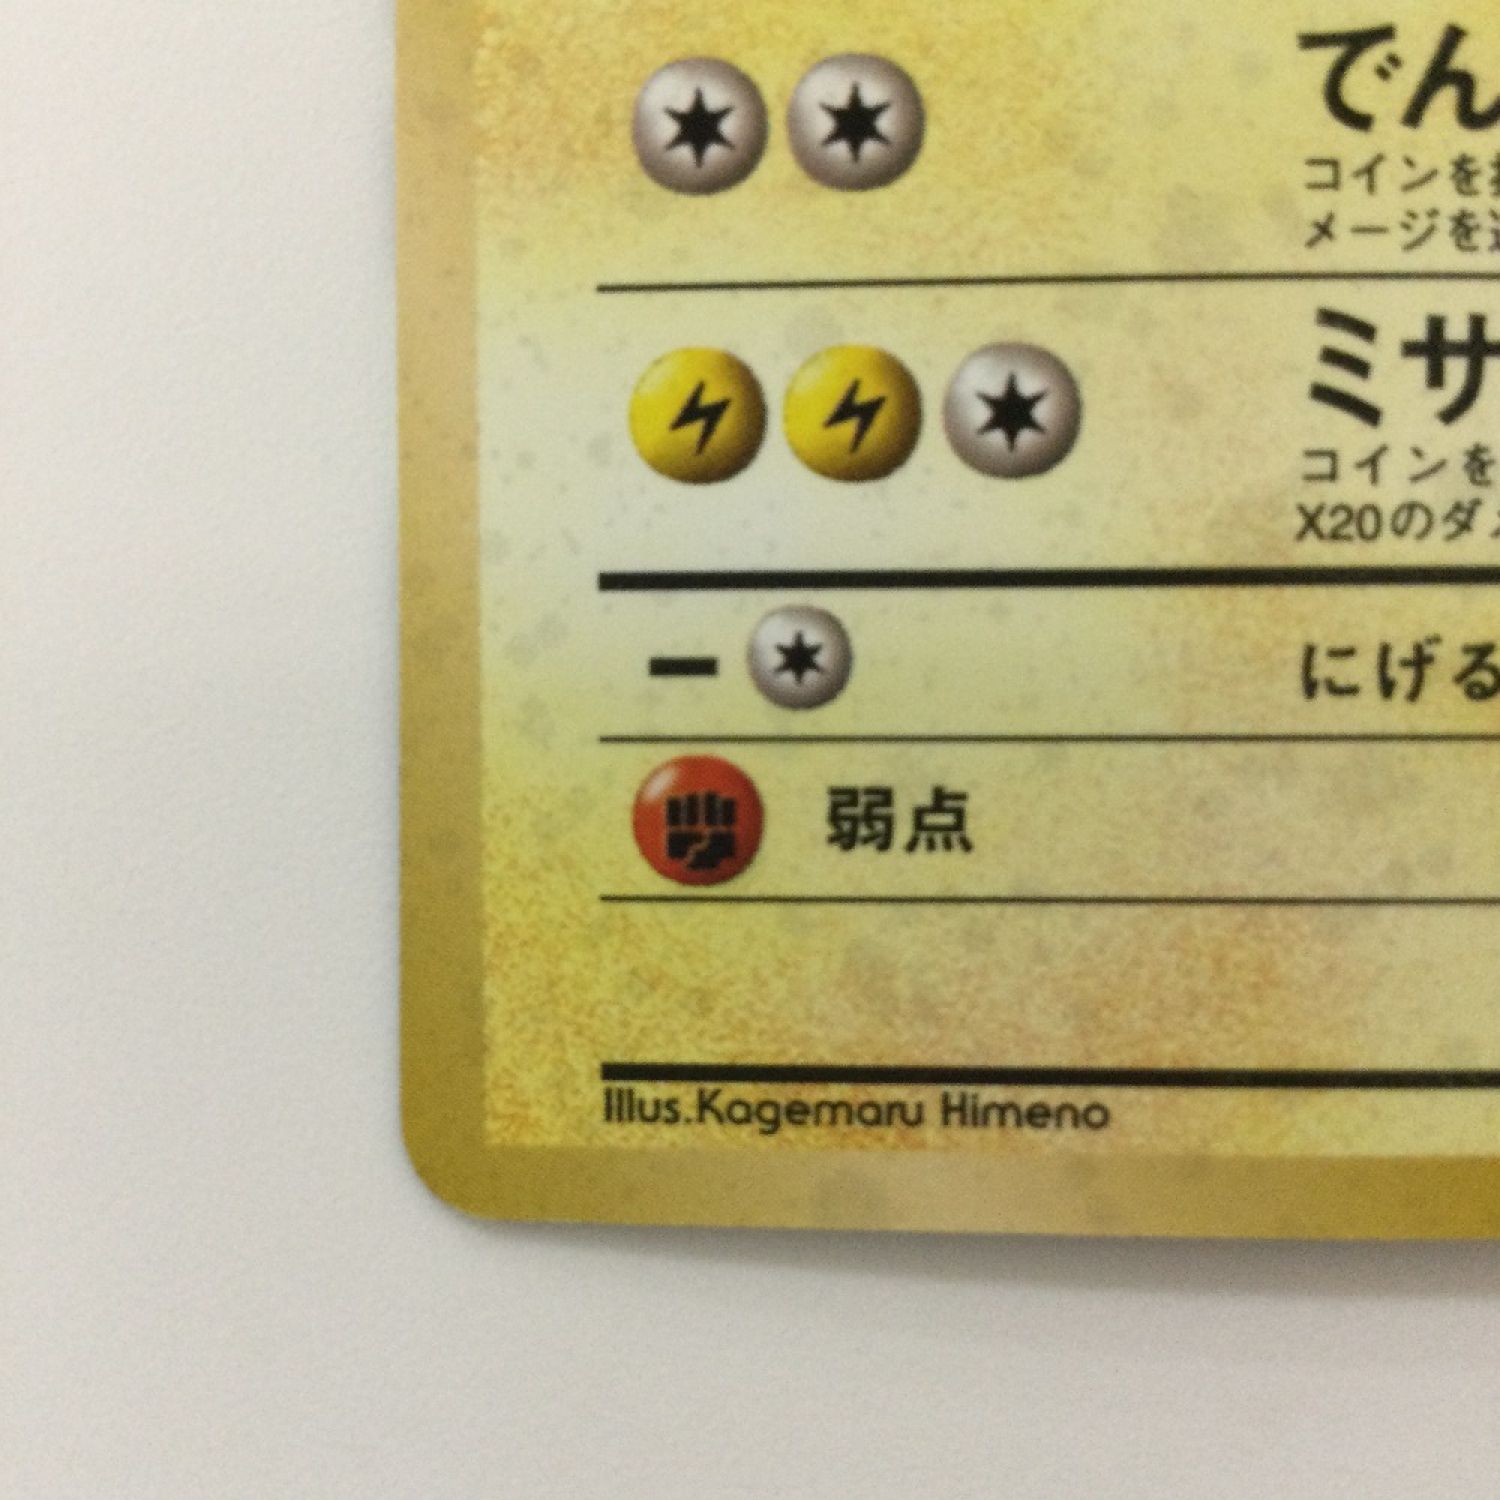 でん
コインを
メージを
ミサ
コインを
X20のダメ
にげる
弱点
Illus.Kagemaru Himeno